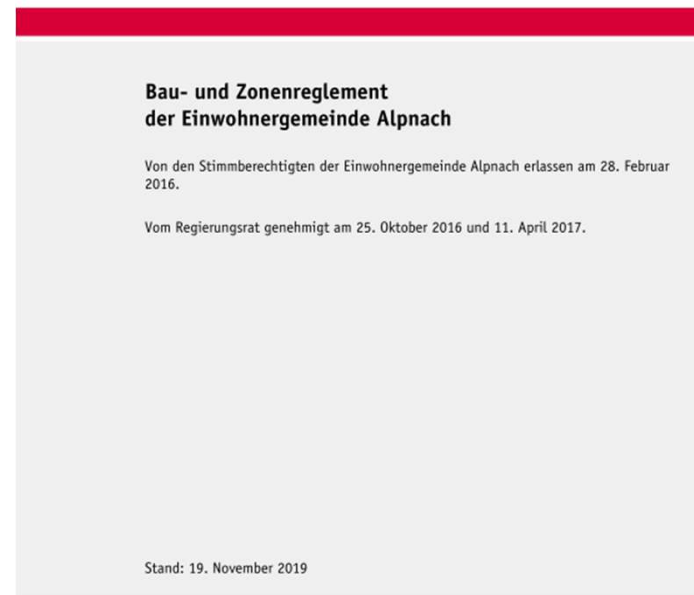 Bau- und Zonenreglement
der Einwohnergemeinde Alpnach
Von den Stimmberechtigten der Einwohnergemeinde Alpnach erlassen am 28. Februar
2016.
Vom Regierungsrat genehmigt am 25. Oktober 2016 und 11. April 2017.
Stand: 19. November 2019